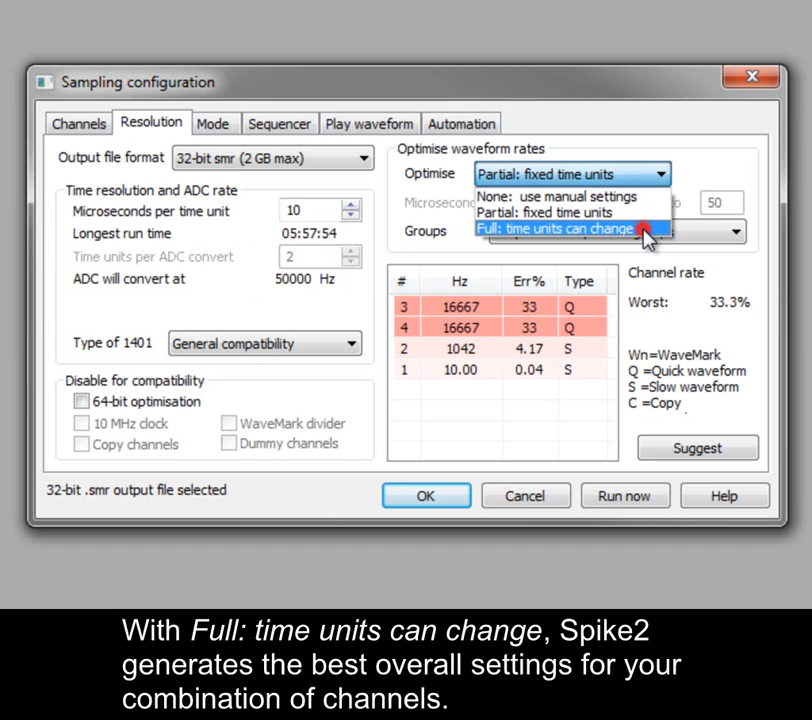 Sampling configuration
Channels Resolution Mode Sequencer Play waveform Automation
Output file format 32-bit smr (2 GB max)
Time resolution and ADC rate
Microseconds per time unit 10
Longest run time 05:57:54
Time units per ADC convert 2
ADC will convert at 50000 Hz
Type of 1401 General compatibility
Disable for compatibility
64-bit optimisation
10 MHz clock WaveMark divider
Copy channels Dummy channels
Optimise waveform rates
Optimise Partial: fixed time units
None: use manual settings
Partial: fixed time units
Full: time units can change
50
Groups
# Hz Err% Type
3 16667 33 Q
4 16667 33 Q
2 1042 4.17 S
1 10.00 0.04 S
Channel rate
Worst: 33.3%
Wn=WaveMark
Q =Quick waveform
S =Slow waveform
C =Copy
Suggest
32-bit .smr output file selected
OK Cancel Run now Help
With Full: time units can change, Spike2
generates the best overall settings for your
combination of channels.